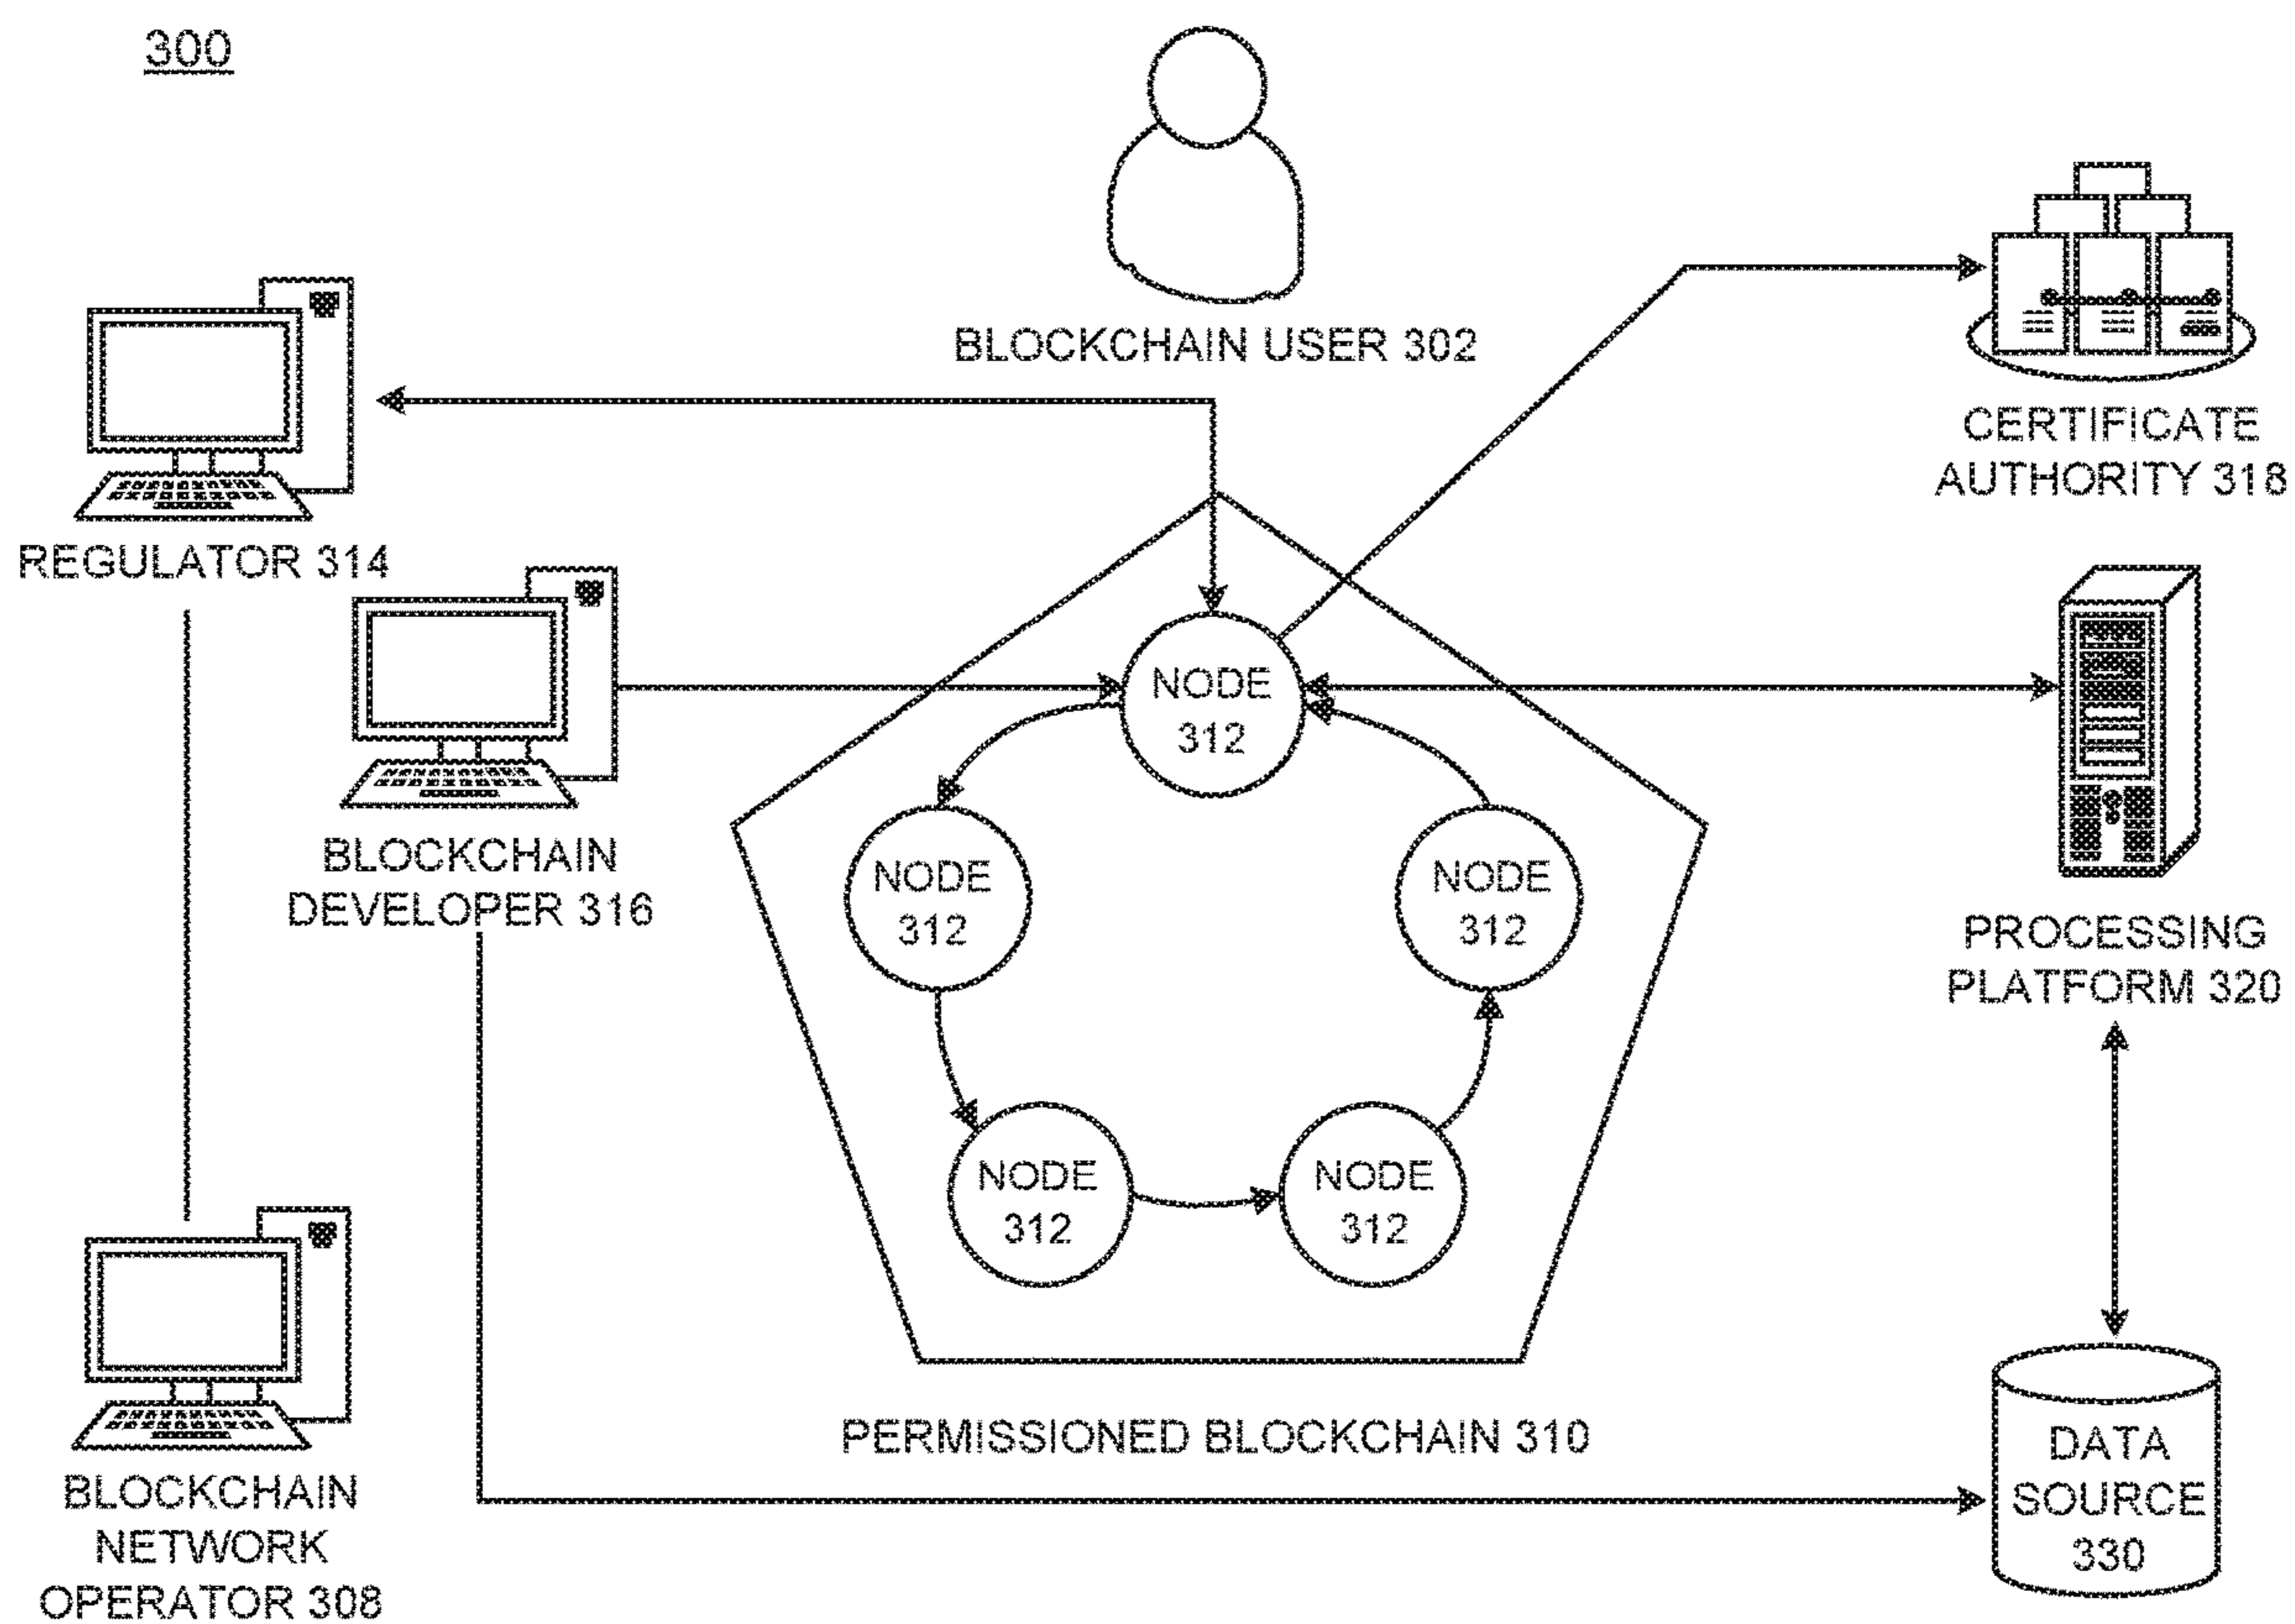 300
BLOCKCHAIN USER 302
CERTIFICATE
AUTHORITY 318
REGULATOR 314
NODE
312
BLOCKCHAIN
DEVELOPER 316
NODE
312
NODE
312
PROCESSING
PLATFORM 320
NODE
312
NODE
312
PERMISSIONED BLOCKCHAIN 310
DATA
SOURCE
330
BLOCKCHAIN
NETWORK
OPERATOR 308